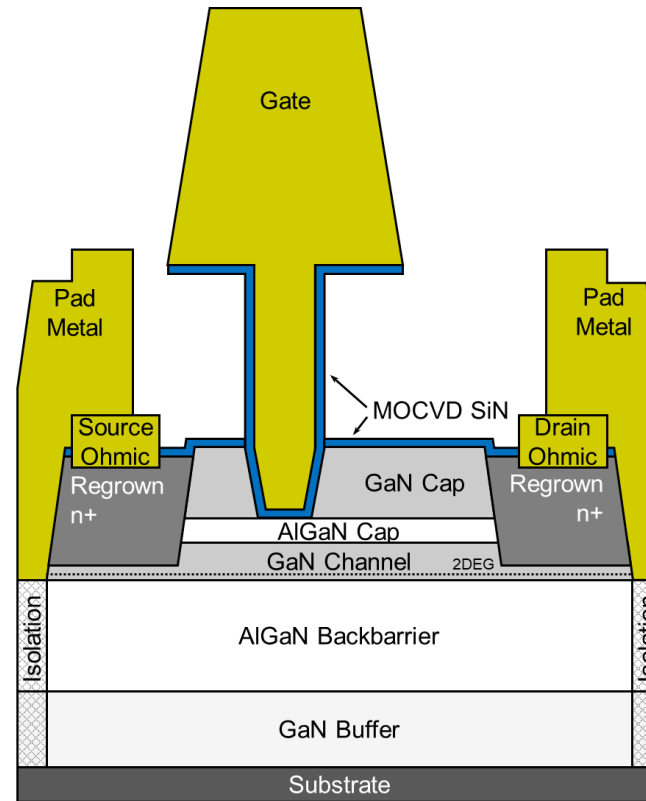 Gate
Pad
Metal
Pad
Metal
MOCVD SiN
Source
Ohmic
Drain
Ohmic
Regrown
n+
GaN Cap
Regrown
n+
AlGaN Cap
GaN Channel
2DEG
Isolation
AlGaN Backbarrier
Isolation
GaN Buffer
Substrate